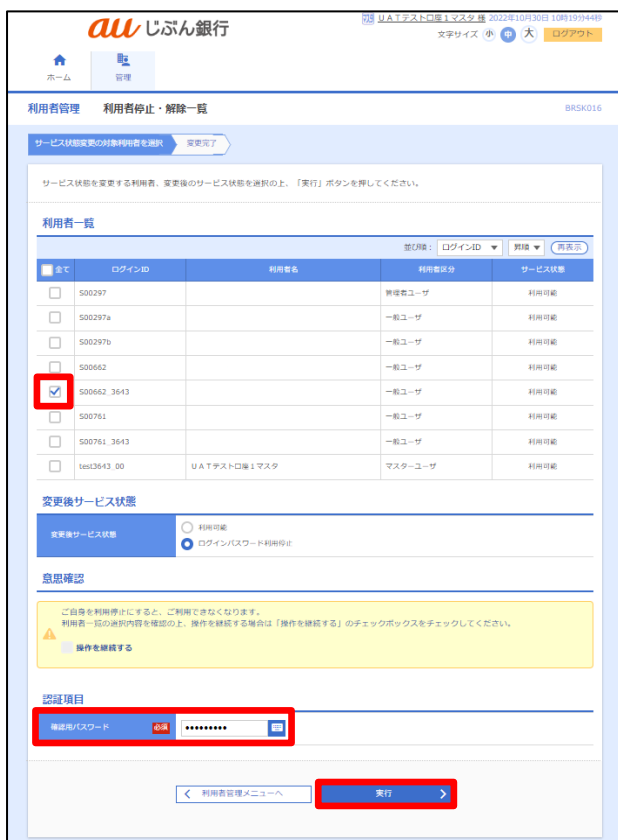 au じぶん銀行
ＵＡＴテスト口座１マスタ 様 2022年10月30日 10時19分44秒
文字サイズ 小 中 大 ログアウト
ホーム 管理
利用者管理 利用者停止・解除一覧 BRSK016
サービス状態変更の対象利用者を選択 変更完了
サービス状態を変更する利用者、変更後のサービス状態を選択の上、「実行」ボタンを押してください。
利用者一覧
並び順： ログインID ▼ 昇順 ▼ 再表示
全て ログインID 利用者名 利用者区分 サービス状態
S00297 管理者ユーザ 利用可能
S00297a 一般ユーザ 利用可能
S00297b 一般ユーザ 利用可能
S00662 一般ユーザ 利用可能
S00662_3643 一般ユーザ 利用可能
S00761 一般ユーザ 利用可能
S00761_3643 一般ユーザ 利用可能
test3643_00 ＵＡＴテスト口座１マスタ マスターユーザ 利用可能
変更後サービス状態
変更後サービス状態 利用可能
ログインパスワード利用停止
意思確認
ご自身を利用停止にすると、ご利用できなくなります。
利用者一覧の選択内容を確認の上、操作を継続する場合は「操作を継続する」のチェックボックスをチェックしてください。
操作を継続する
認証項目
確認用パスワード 必須 •••••••••
利用者管理メニューへ 実行